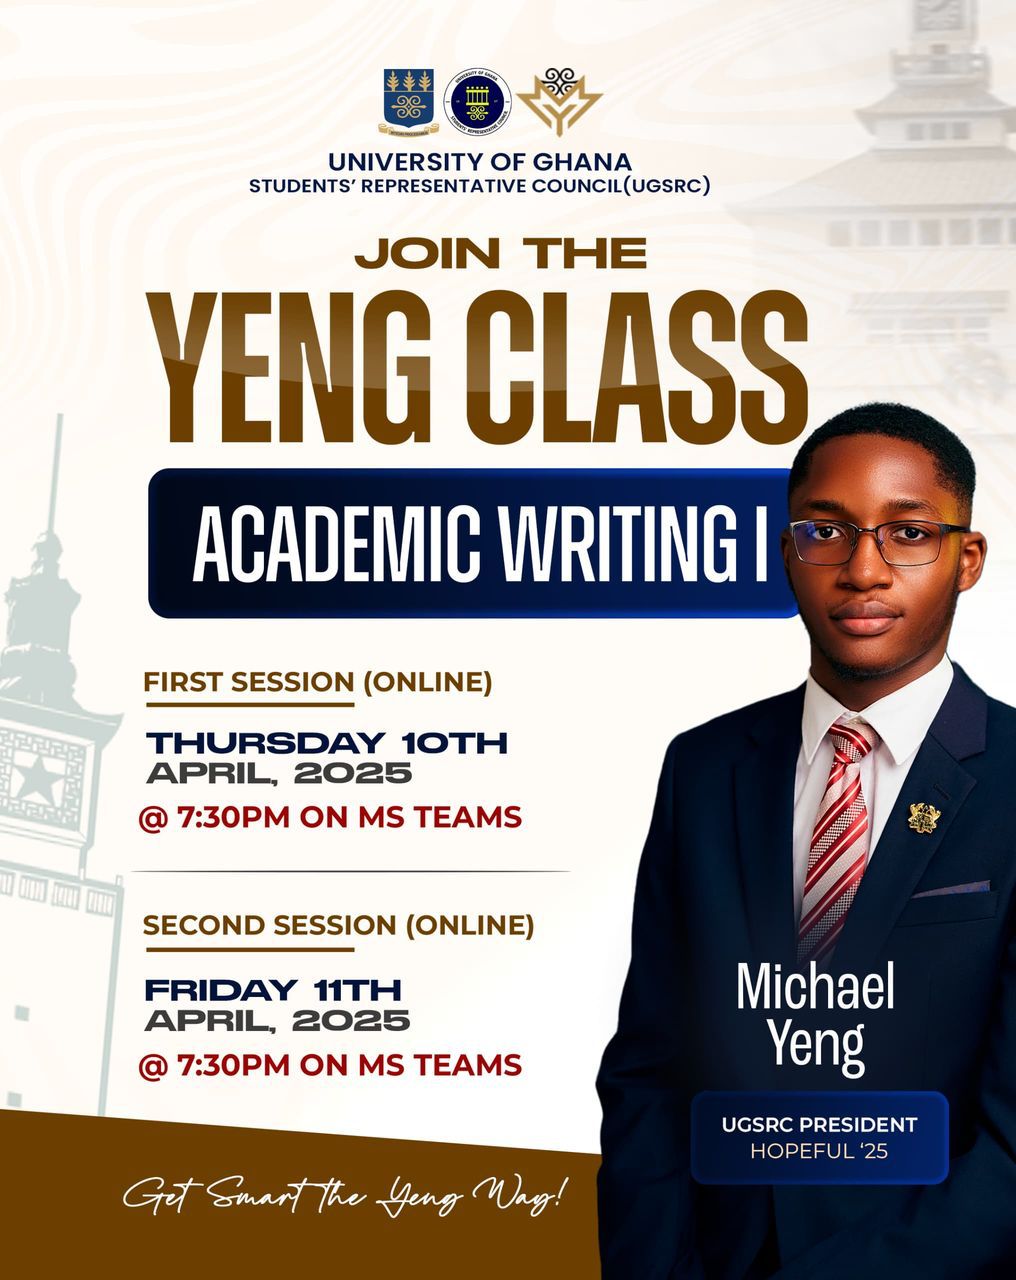 UNIVERSITY OF GHANA
STUDENTS' REPRESENTATIVE COUNCIL(UGSRC)
JOIN THE
YENG CLASS
ACADEMIC WRITING I
FIRST SESSION (ONLINE)
THURSDAY 10TH
APRIL, 2025
@ 7:30PM ON MS TEAMS
SECOND SESSION (ONLINE)
FRIDAY 11TH
APRIL, 2025
@ 7:30PM ON MS TEAMS
Michael
Yeng
UGSRC PRESIDENT
HOPEFUL ‘25
Get Smart the Yeng Way!